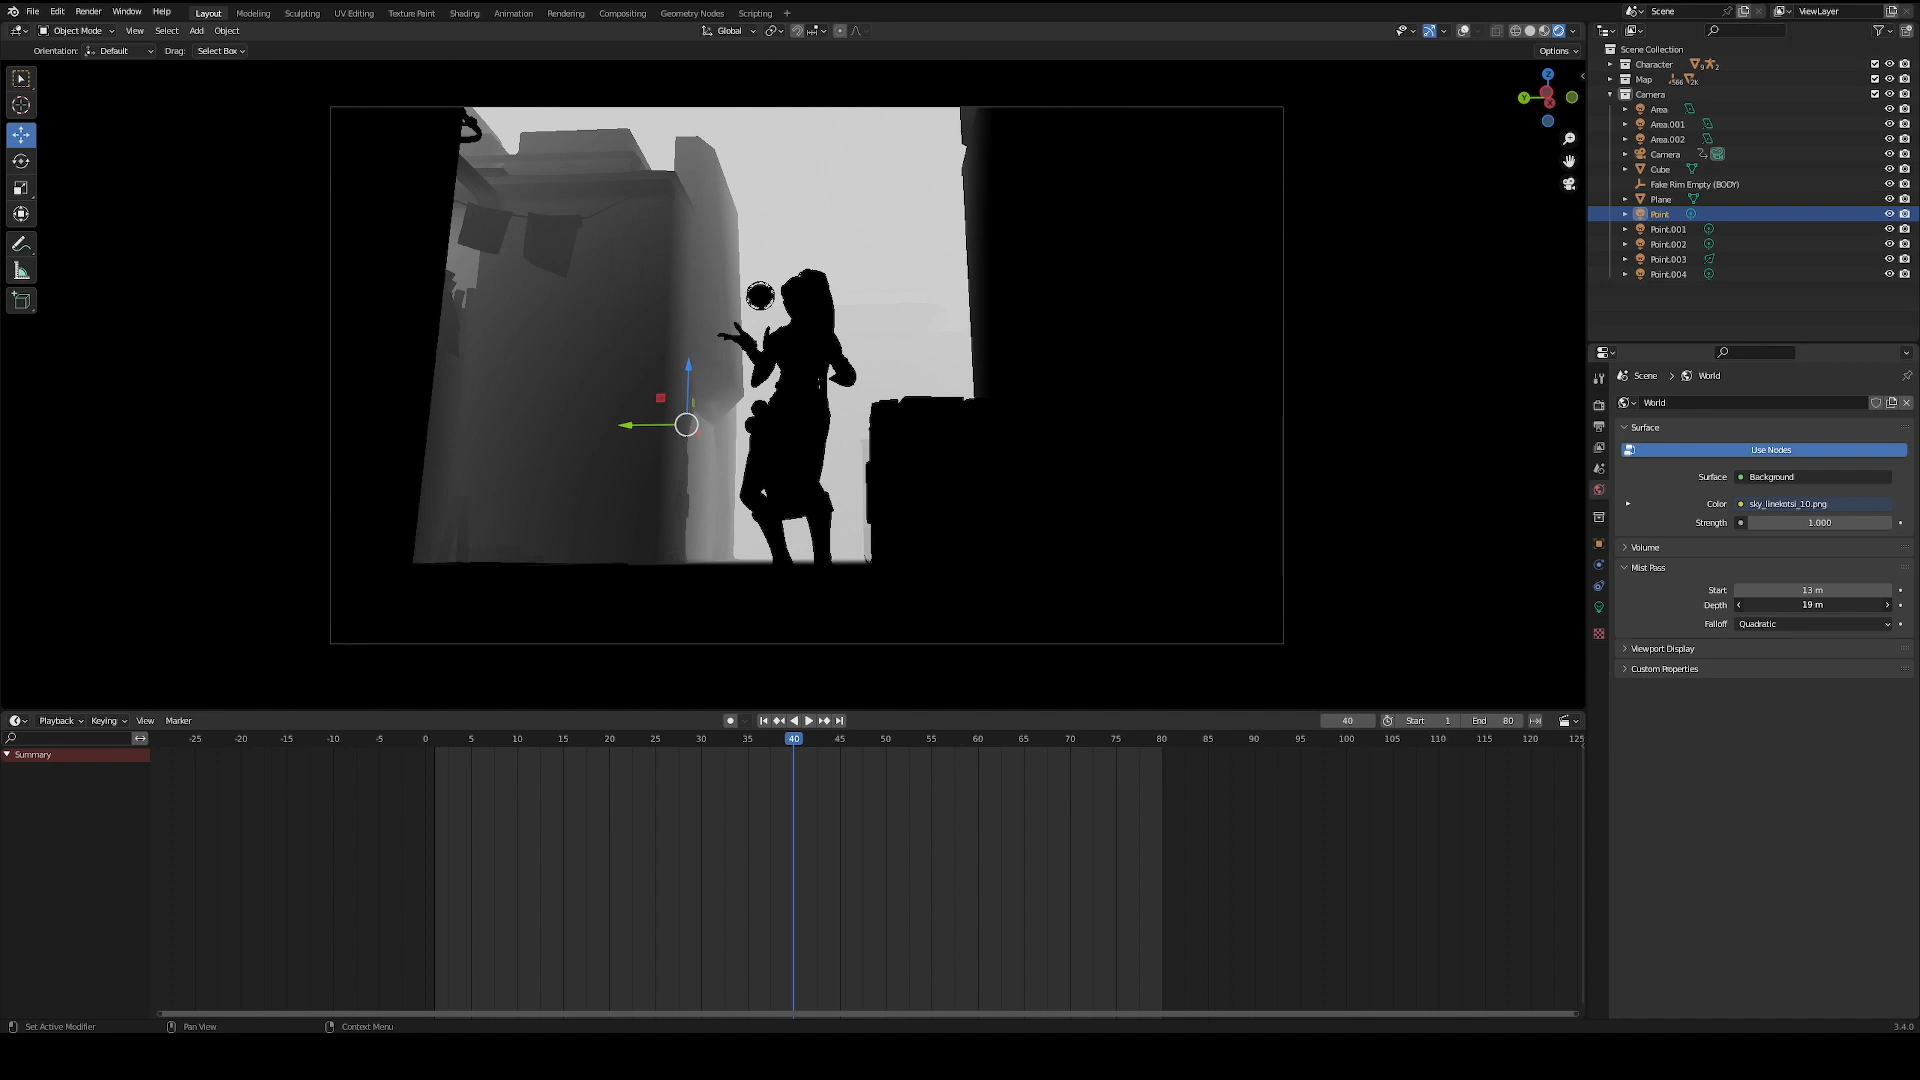 File Edit Render Window Help
Layout Modeling Sculpting UV Editing Texture Paint Shading Animation Rendering Compositing Geometry Nodes Scripting +
Scene ViewLayer
Object Mode View Select Add Object
Global
Orientation: Default Drag: Select Box
Options
Z
Y
X
Scene Collection
Character 9 2
Map 566 2K
Camera
Area
Area.001
Area.002
Camera
Cube
Fake Rim Empty (BODY)
Plane
Point
Point.001
Point.002
Point.003
Point.004
Scene > World
World
Surface
Use Nodes
Surface Background
Color sky_linekotsi_10.png
Strength 1.000
Volume
Mist Pass
Start 13 m
Depth 19 m
Falloff Quadratic
Viewport Display
Custom Properties
Playback Keying View Marker
40 Start 1 End 80
-25 -20 -15 -10 -5 0 5 10 15 20 25 30 35 40 45 50 55 60 65 70 75 80 85 90 95 100 105 110 115 120 125
Summary
Set Active Modifier Pan View Context Menu
3.4.0